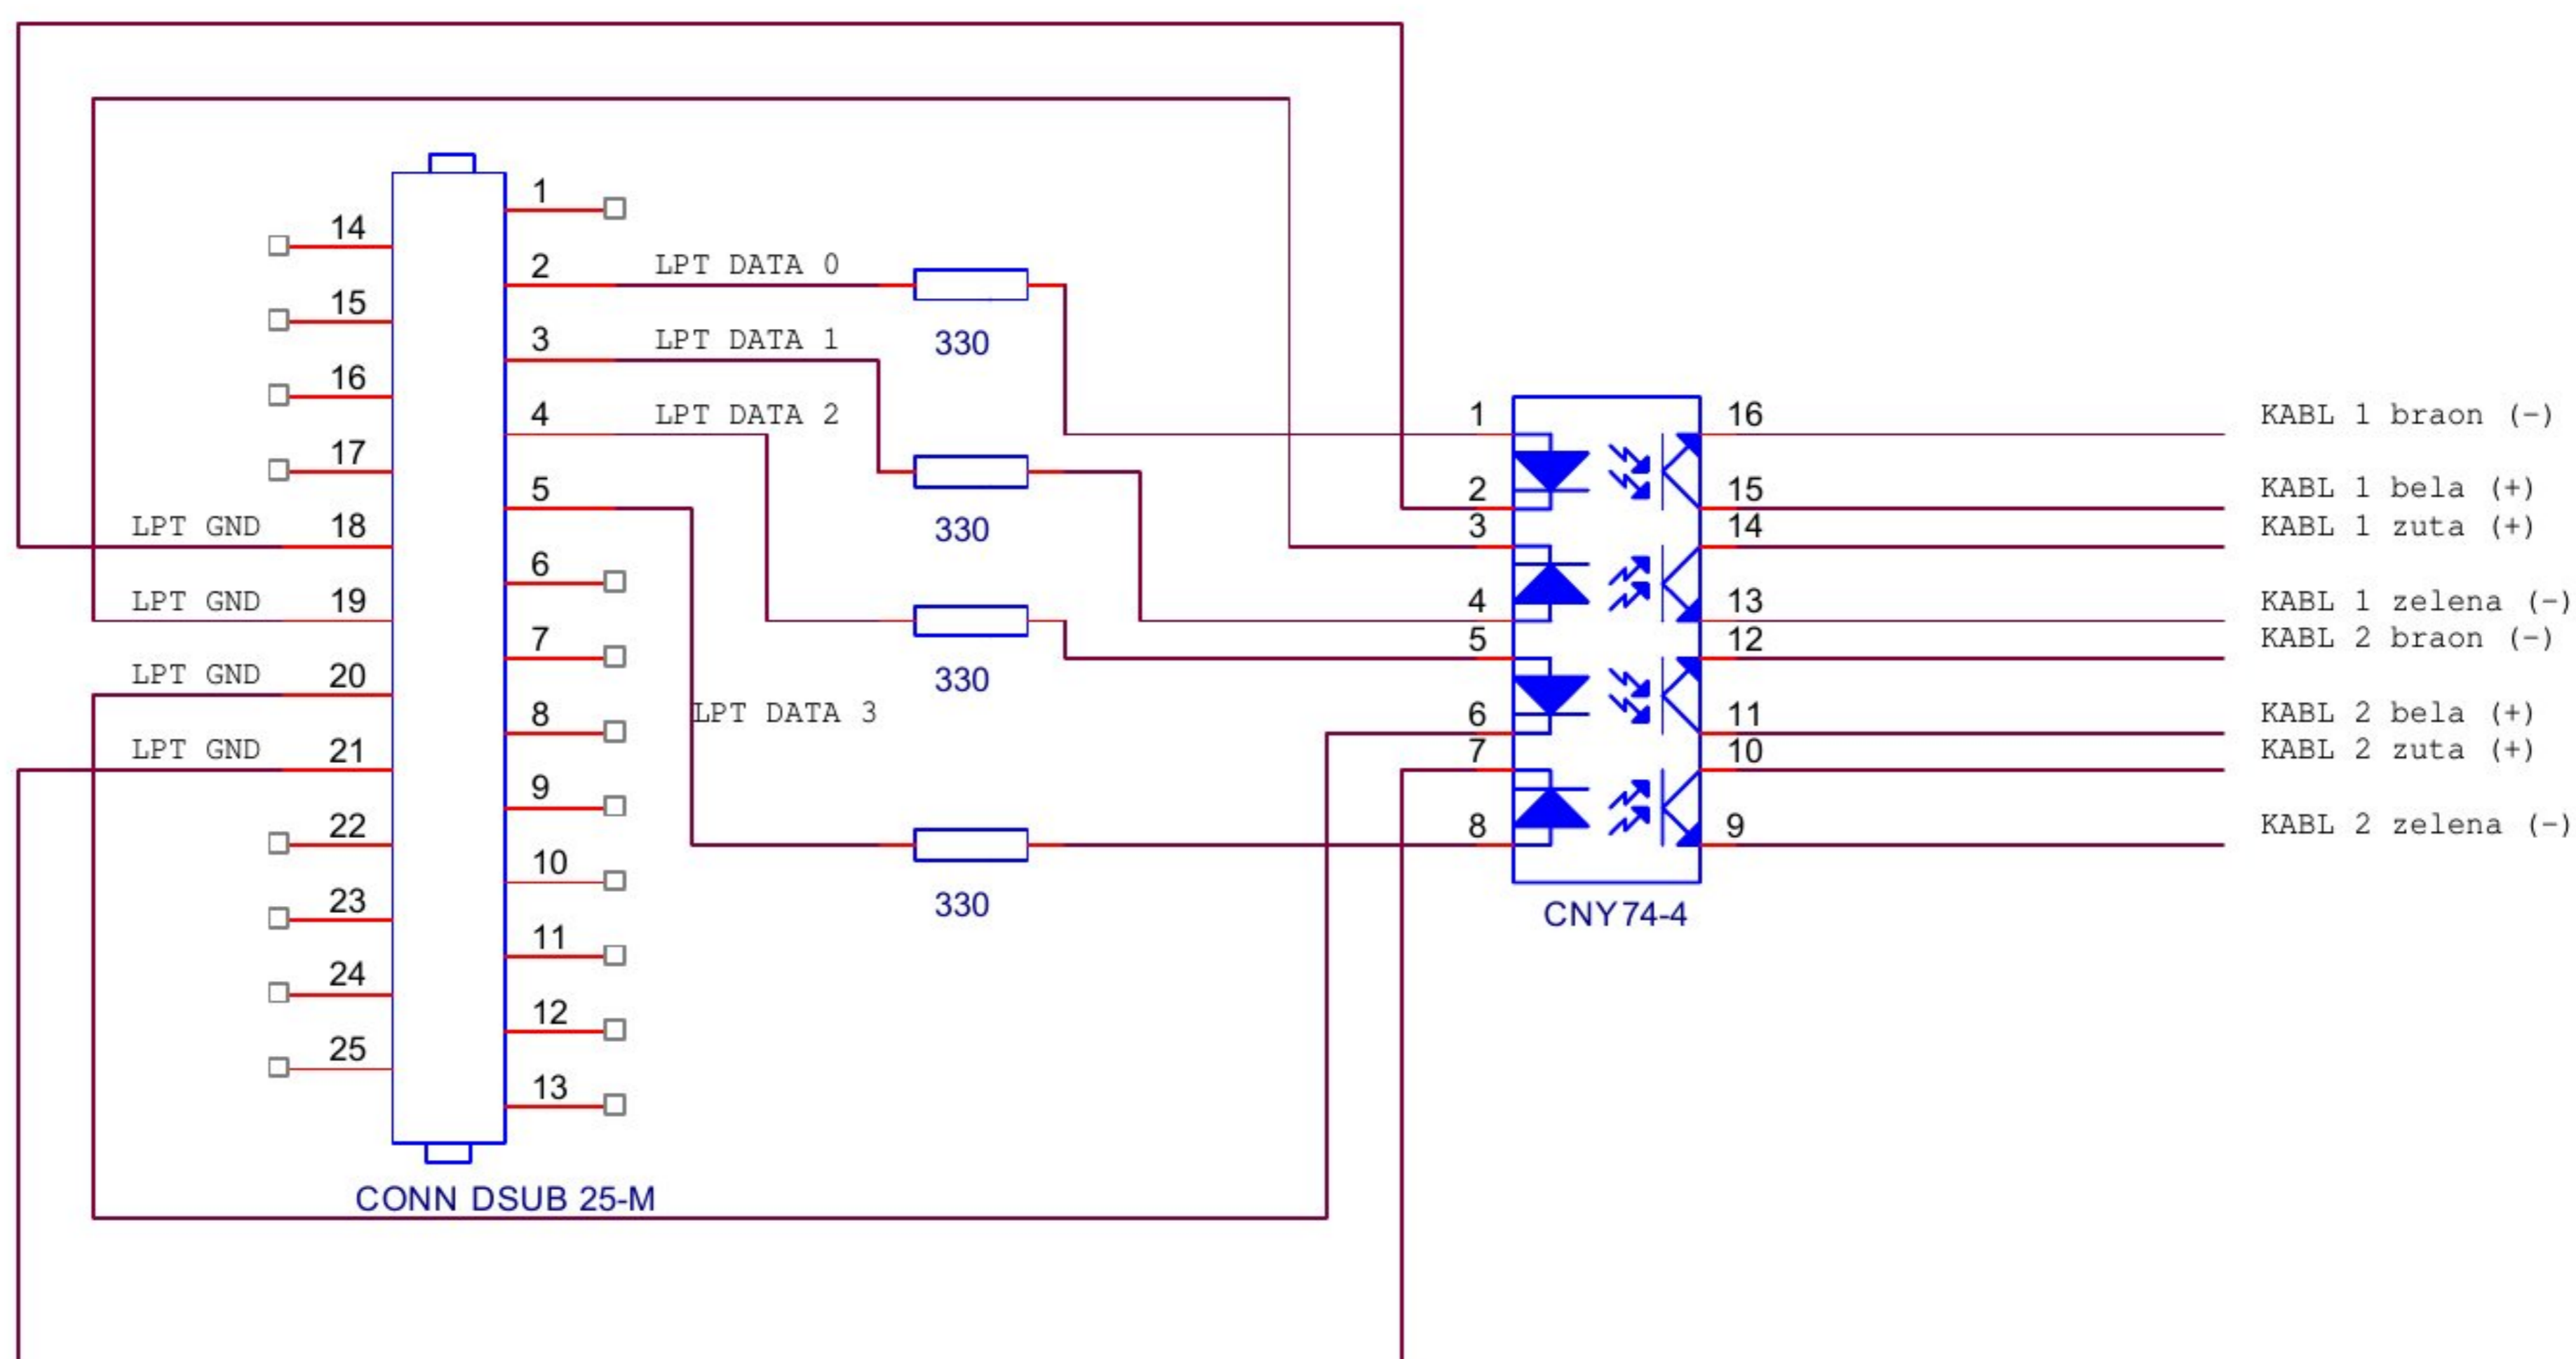 1
14
2
LPT DATA 0
15
3
LPT DATA 1
330
16
4
LPT DATA 2
1
16
KABL 1 braon (-)
17
5
2
15
KABL 1 bela (+)
LPT GND
18
330
3
14
KABL 1 zuta (+)
6
LPT GND
19
4
13
KABL 1 zelena (-)
7
5
12
KABL 2 braon (-)
LPT GND
20
330
8
LPT DATA 3
6
11
KABL 2 bela (+)
LPT GND
21
7
10
KABL 2 zuta (+)
9
22
8
9
KABL 2 zelena (-)
10
23
330
CNY74-4
11
24
12
25
13
CONN DSUB 25-M